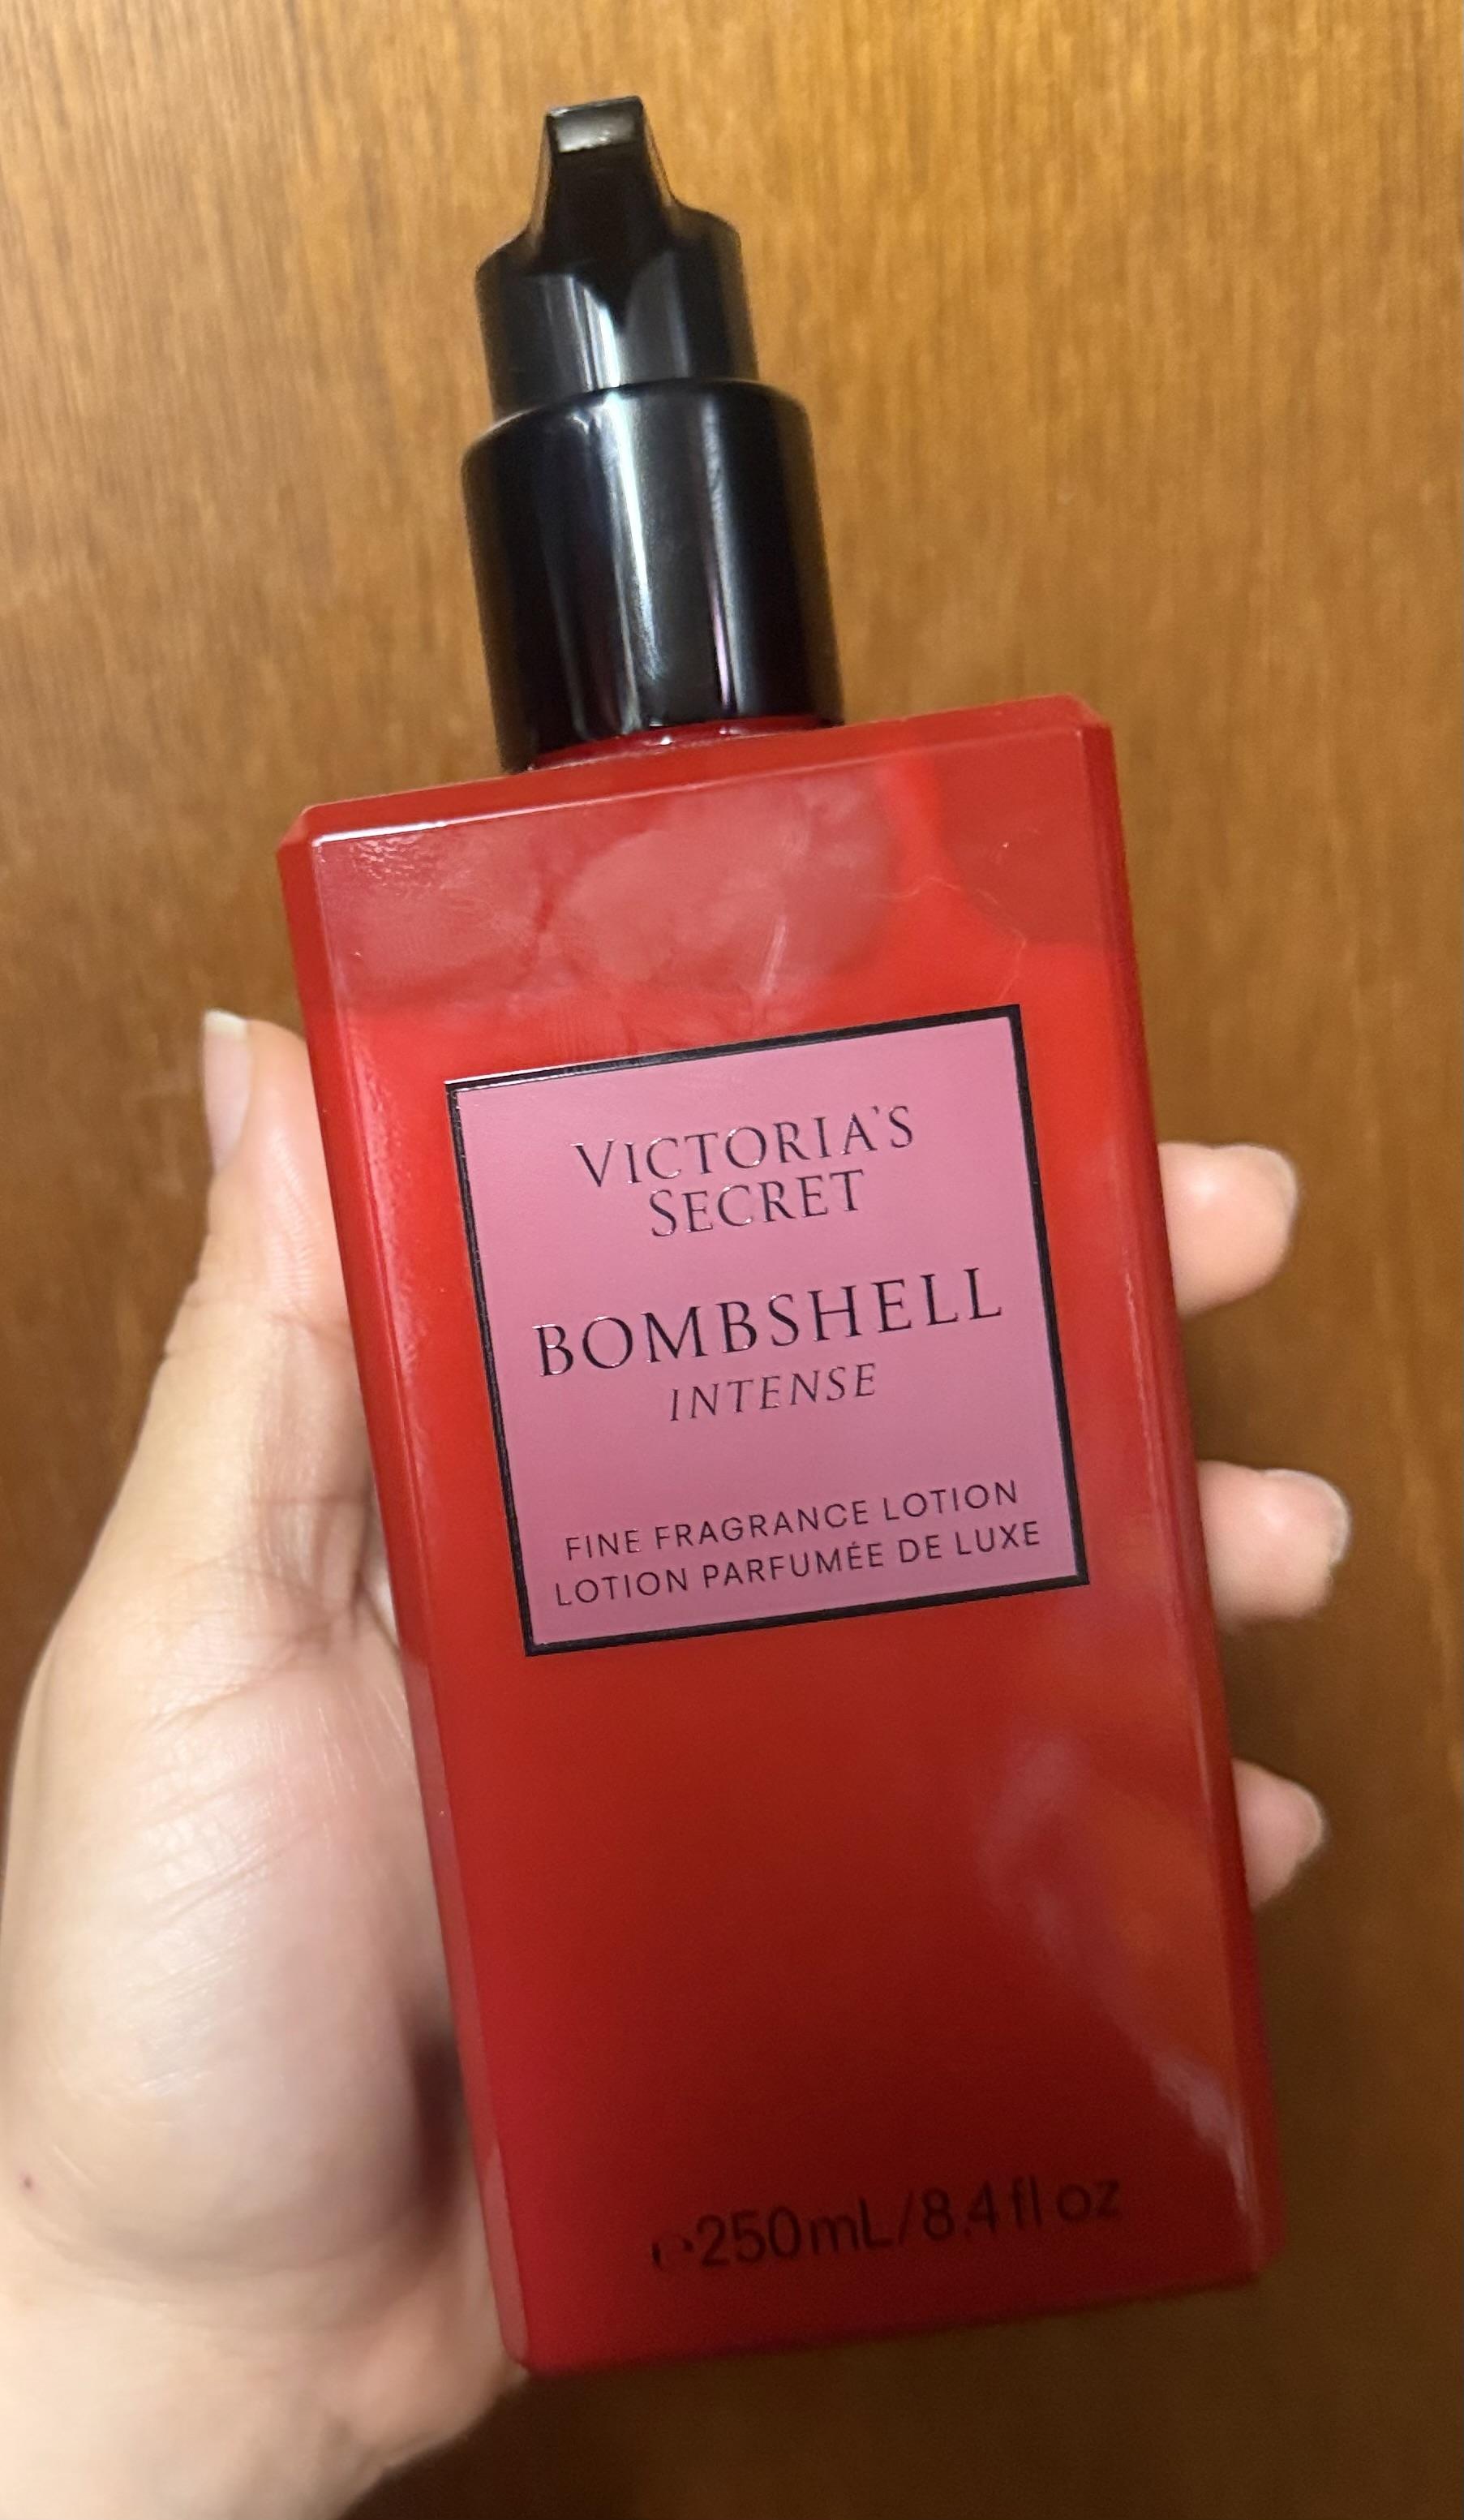 VICTORIA'S
SECRET
BOMBSHELL
INTENSE
FINE FRAGRANCE LOTION
LOTION PARFUMÉE DE LUXE
250mL/8.4 fl oz